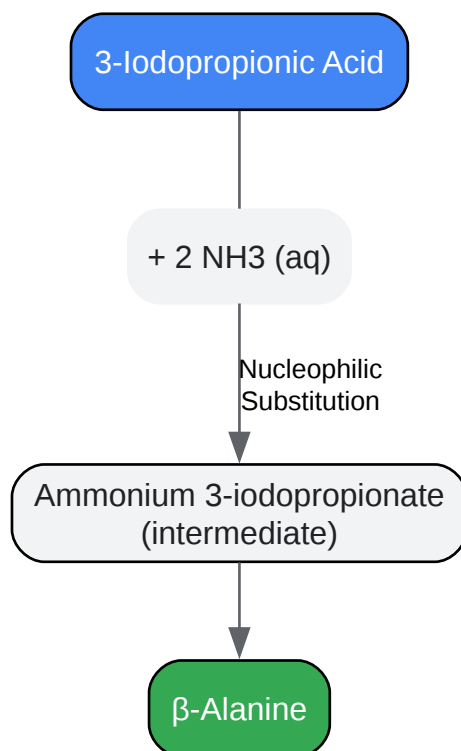 3-Iodopropionic Acid
+ 2 NH3 (aq)
Nucleophilic
Substitution
Ammonium 3-iodopropionate
(intermediate)
β-Alanine